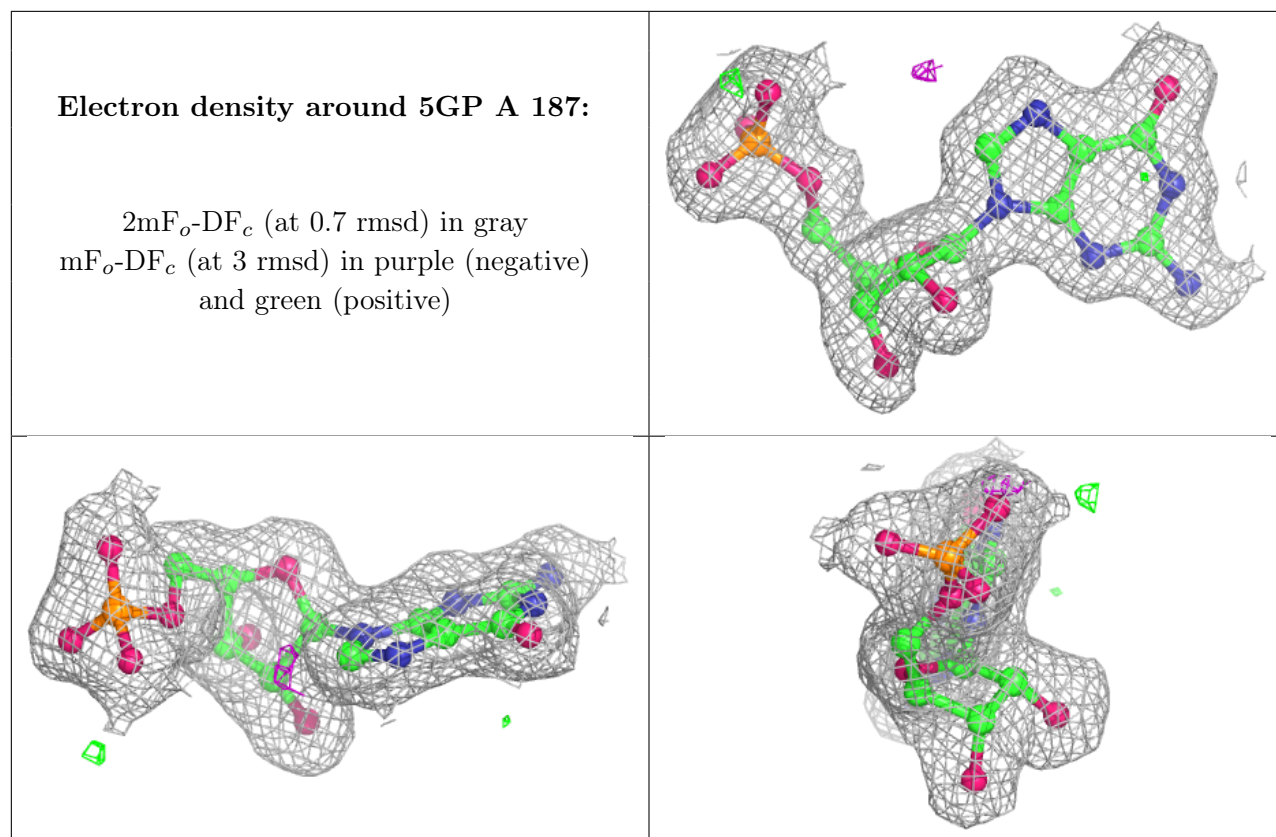 Electron density around 5GP A 187:
2mFo-DFc (at 0.7 rmsd) in gray
mFo-DFc (at 3 rmsd) in purple (negative)
and green (positive)